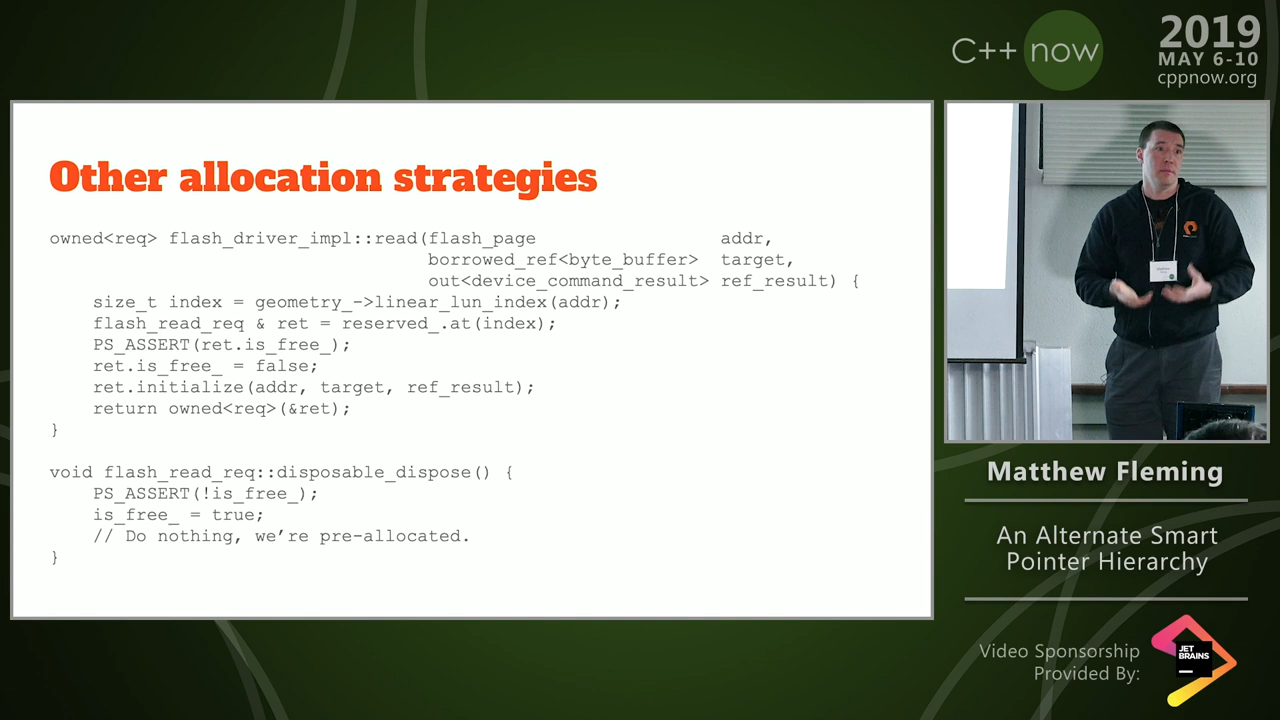 C++ now
2019
MAY 6-10
cppnow.org
Other allocation strategies
owned<req> flash_driver_impl::read(flash_page addr,
borrowed_ref<byte_buffer> target,
out<device_command_result> ref_result) {
size_t index = geometry_->linear_lun_index(addr);
flash_read_req & ret = reserved_.at(index);
PS_ASSERT(ret.is_free_);
ret.is_free_ = false;
ret.initialize(addr, target, ref_result);
return owned<req>(&ret);
}
void flash_read_req::disposable_dispose() {
PS_ASSERT(!is_free_);
is_free_ = true;
// Do nothing, we’re pre-allocated.
}
Matthew Fleming
An Alternate Smart
Pointer Hierarchy
Video Sponsorship
Provided By:
JET
BRAINS